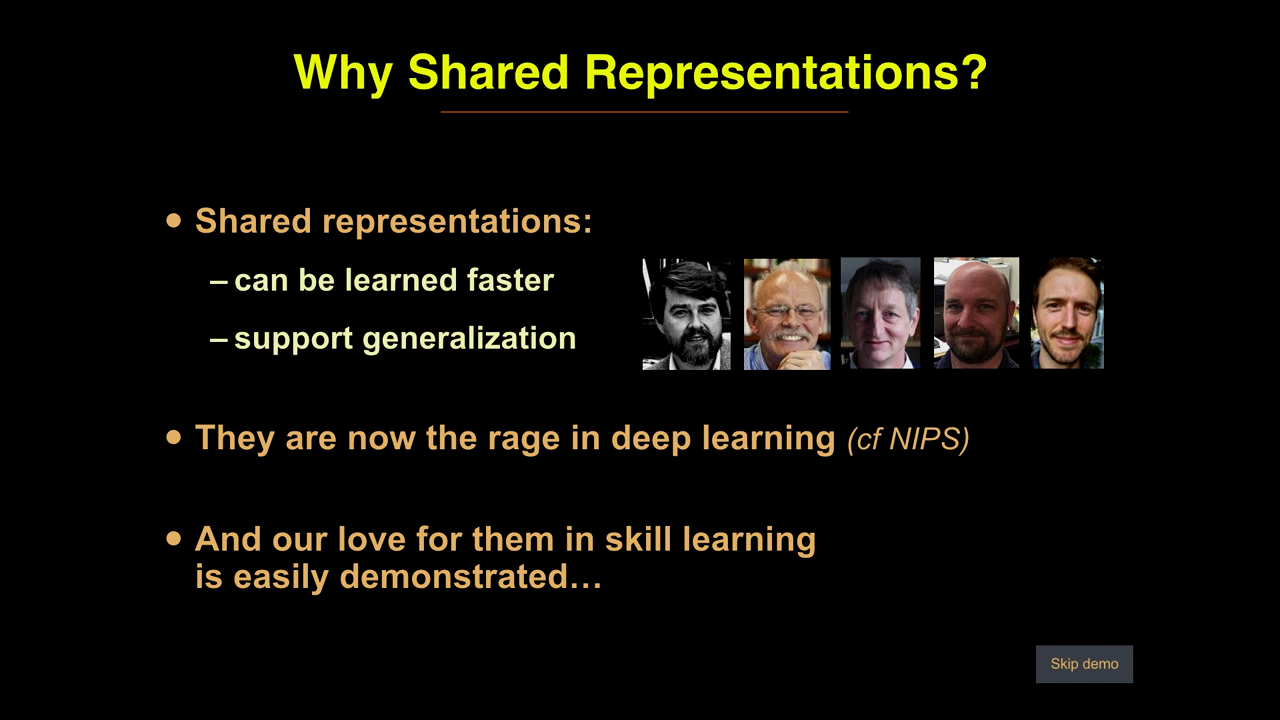 Why Shared Representations?
• Shared representations:
– can be learned faster
– support generalization
• They are now the rage in deep learning (cf NIPS)
• And our love for them in skill learning
is easily demonstrated…
Skip demo